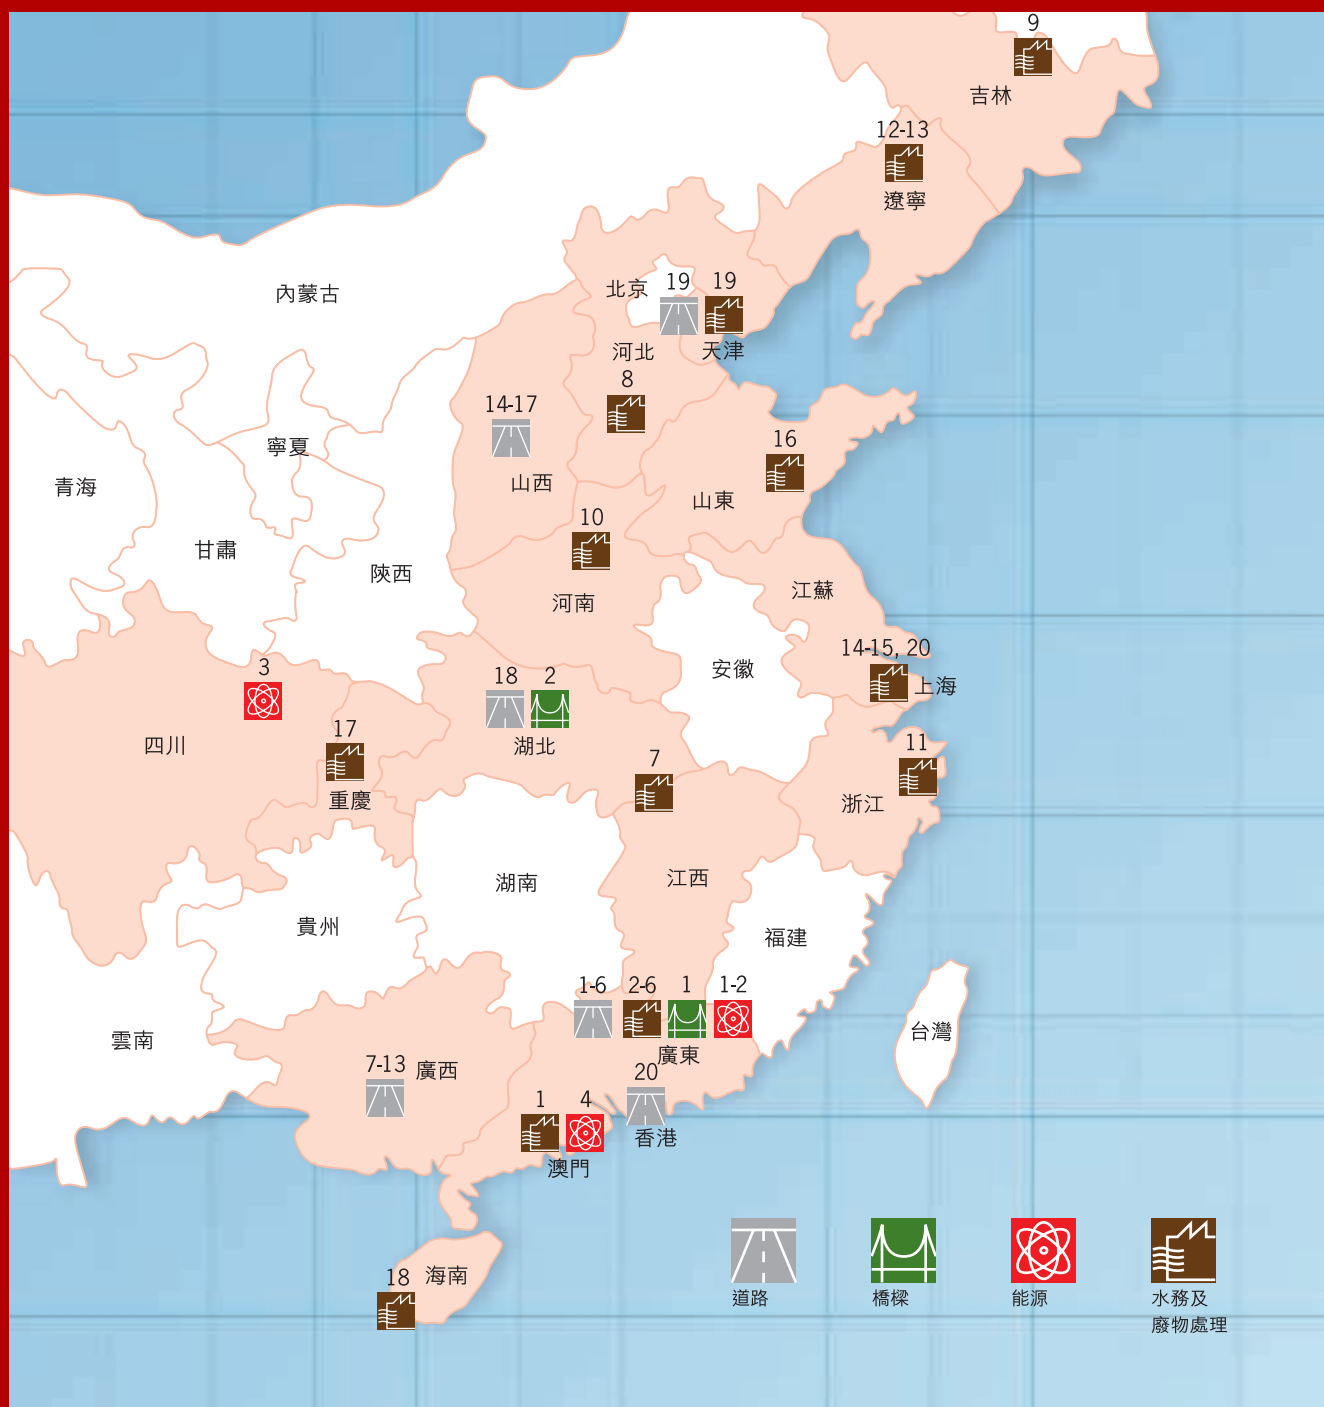 9
吉林
12-13
遼寧
內蒙古
北京
19
19
河北
天津
8
14-17
山西
寧夏
16
山東
青海
10
甘肅
陝西
河南
江蘇
安徽
14-15, 20
上海
3
18
2
湖北
四川
17
重慶
7
11
浙江
湖南
江西
貴州
福建
1-6
2-6
1
1-2
廣東
雲南
台灣
7-13
廣西
20
香港
1
4
澳門
18
海南
道路
橋樑
能源
水務及
廢物處理